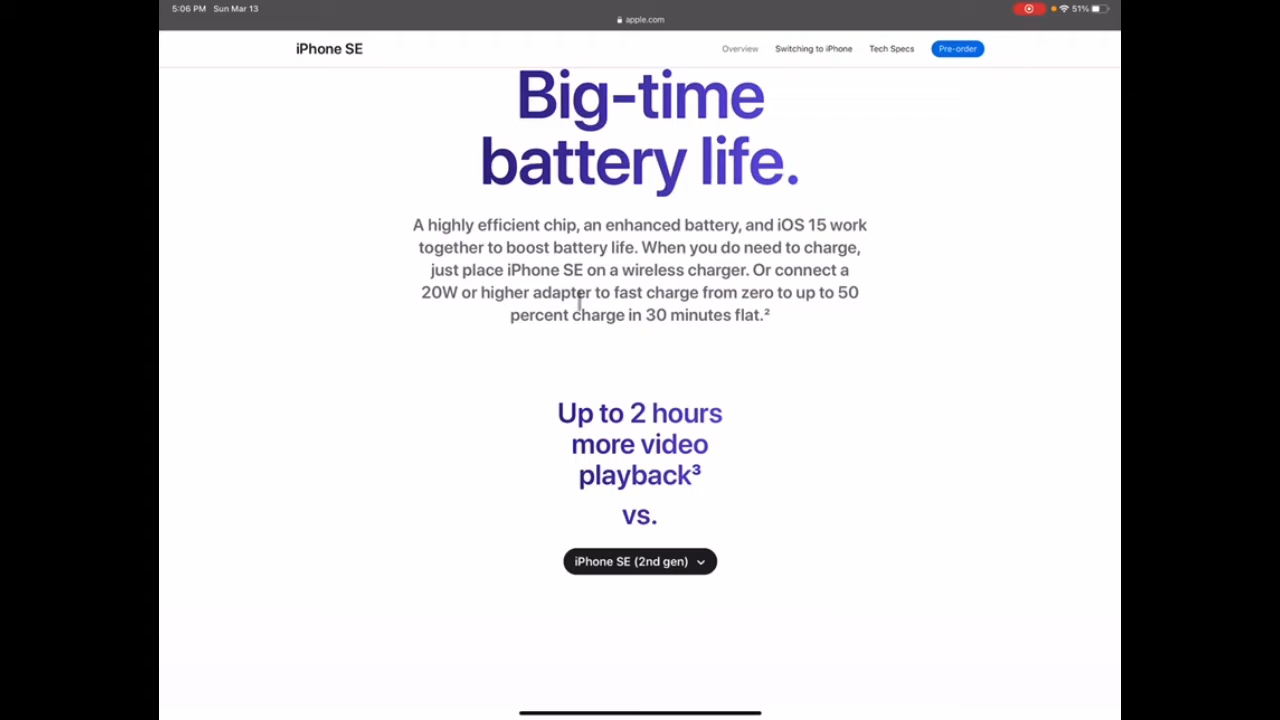 5:06 PM Sun Mar 13
51%
apple.com
iPhone SE
Overview Switching to iPhone Tech Specs Pre-order
Big-time
battery life.
A highly efficient chip, an enhanced battery, and iOS 15 work
together to boost battery life. When you do need to charge,
just place iPhone SE on a wireless charger. Or connect a
20W or higher adapter to fast charge from zero to up to 50
percent charge in 30 minutes flat.²
Up to 2 hours
more video
playback³
vs.
iPhone SE (2nd gen)